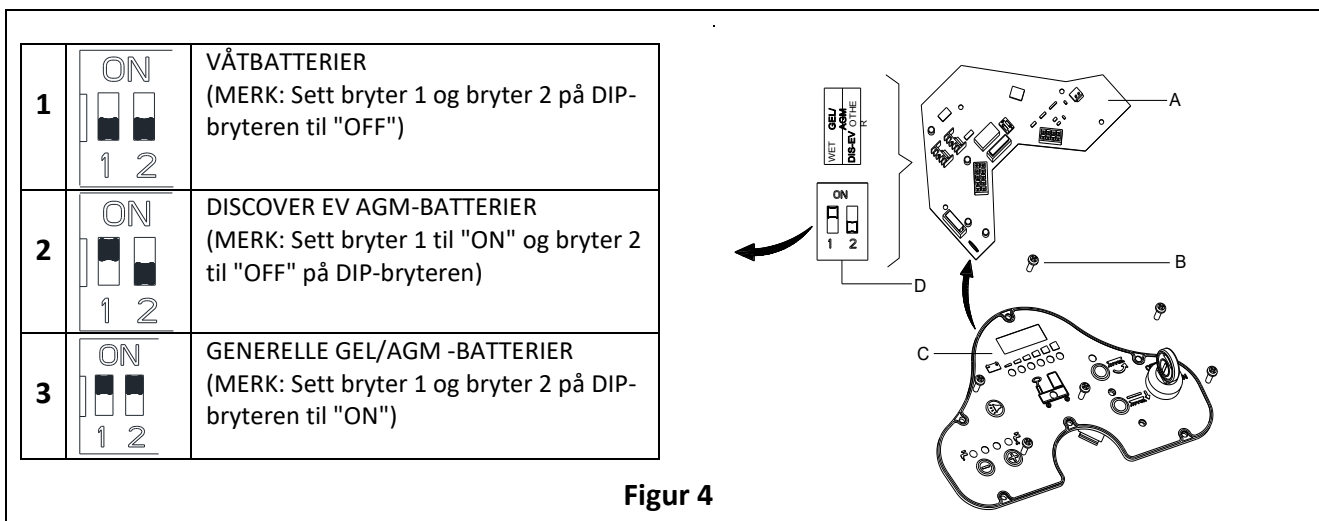 1
ON
1 2
VÅTBATTERIER
(MERK: Sett bryter 1 og bryter 2 på DIP-
bryteren til "OFF")
2
ON
1 2
DISCOVER EV AGM-BATTERIER
(MERK: Sett bryter 1 til "ON" og bryter 2
til "OFF" på DIP-bryteren)
3
ON
1 2
GENERELLE GEL/AGM -BATTERIER
(MERK: Sett bryter 1 og bryter 2 på DIP-
bryteren til "ON")
WET GEL/
AGM
DIS-EV OTHE
R
ON
1 2
D
A
B
C
Figur 4